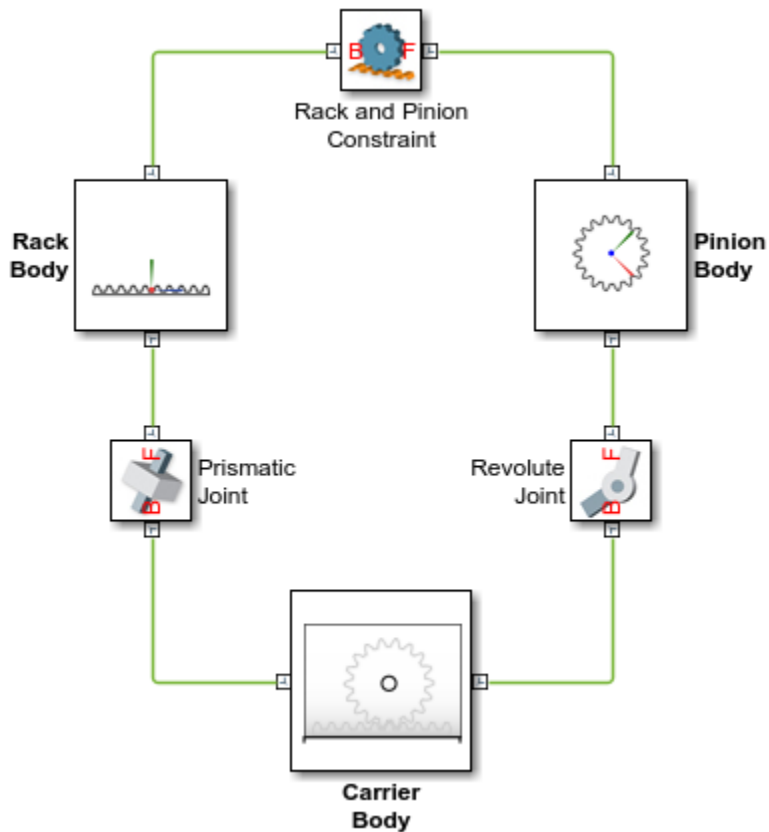 B F
Rack and Pinion
Constraint
Rack
Body
Pinion
Body
F
B
Prismatic
Joint
Revolute
Joint
F
B
Carrier
Body